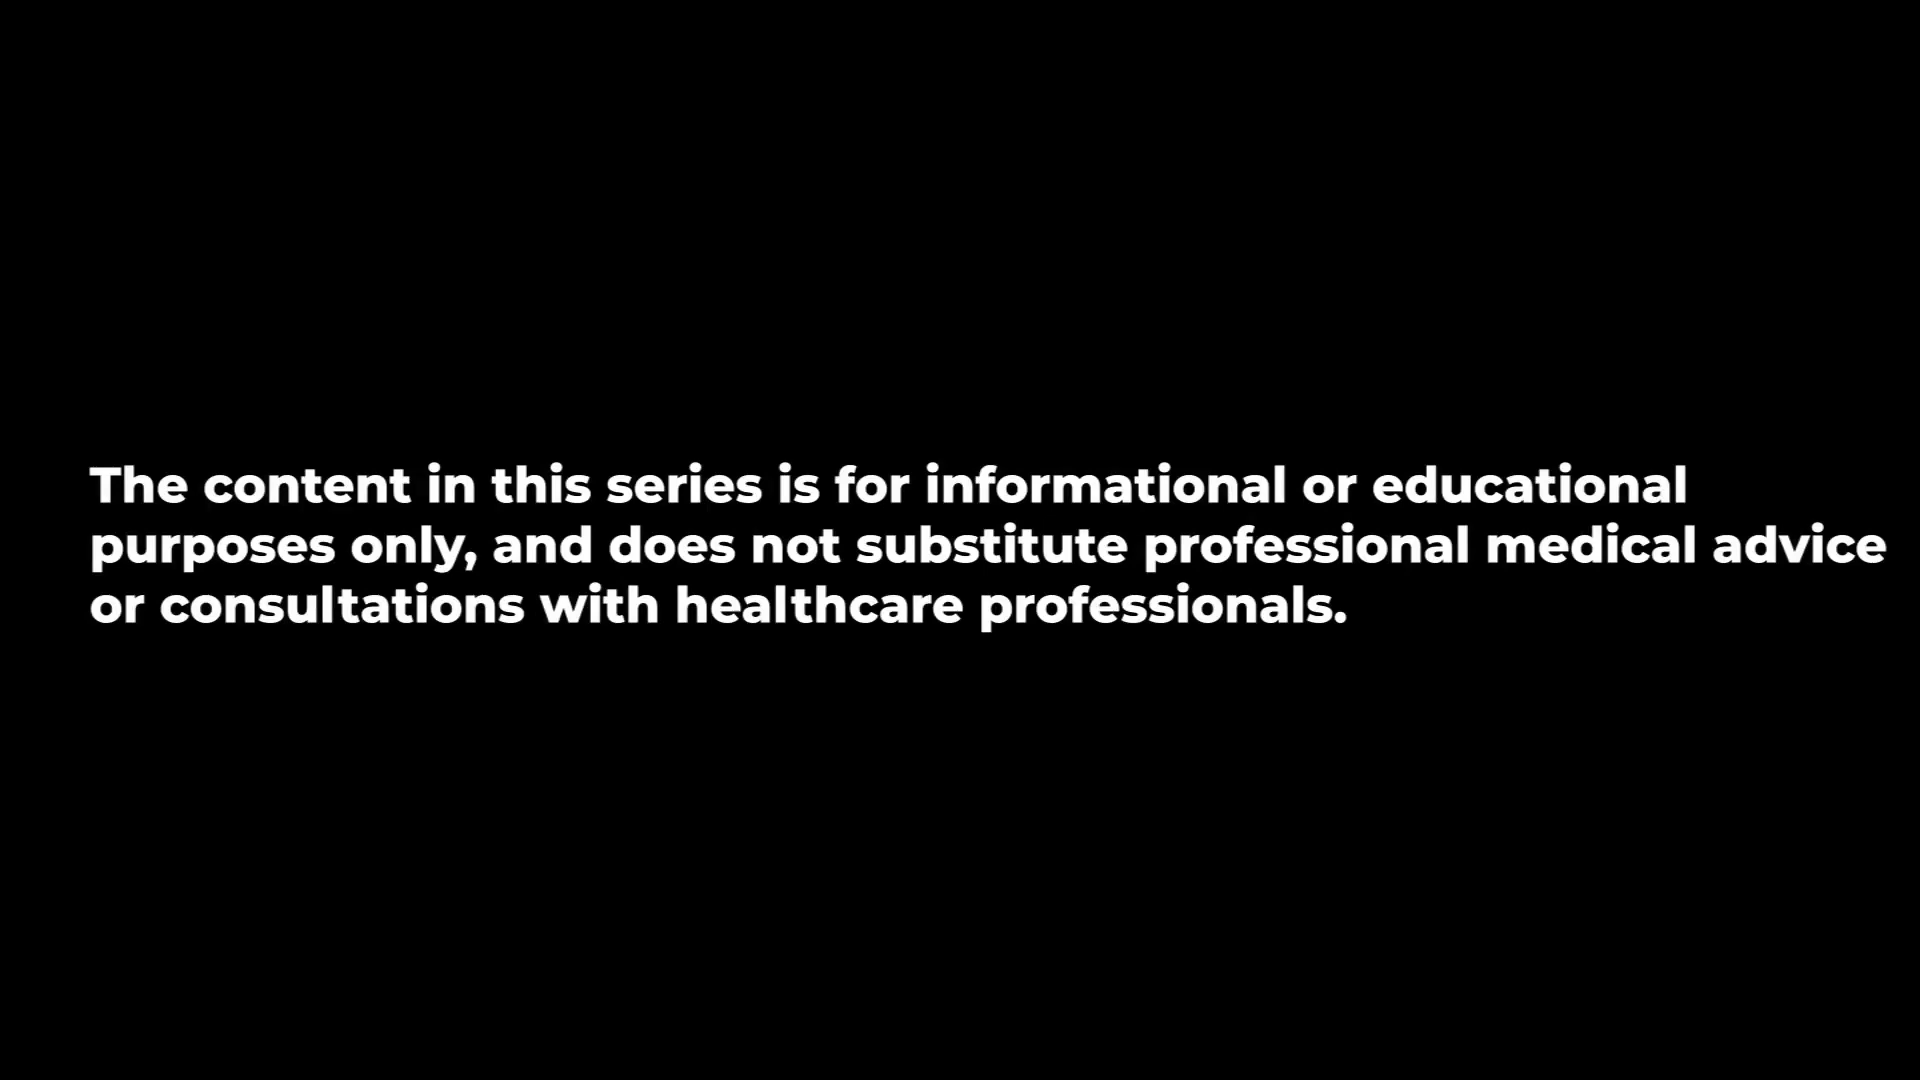 The content in this series is for informational or educational
purposes only, and does not substitute professional medical advice
or consultations with healthcare professionals.